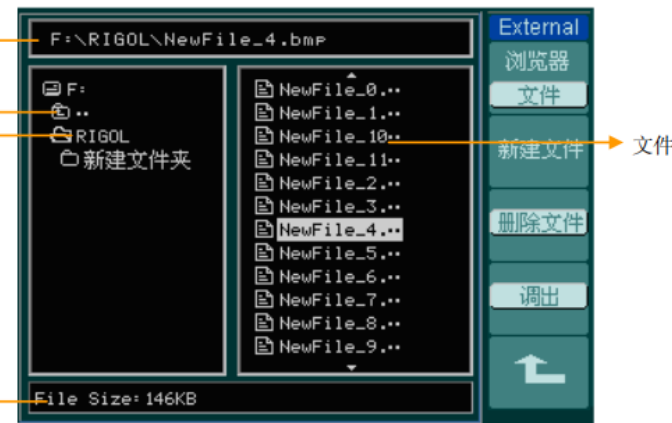 F:\RIGOL\NewFile_4.bmp
F:
..
RIGOL
新建文件夹
NewFile_0.··
NewFile_1.··
NewFile_10··
NewFile_11··
NewFile_2.··
NewFile_3.··
NewFile_4.··
NewFile_5.··
NewFile_6.··
NewFile_7.··
NewFile_8.··
NewFile_9.··
File Size:146KB
External
浏览器
文件
新建文件
删除文件
调出
文件